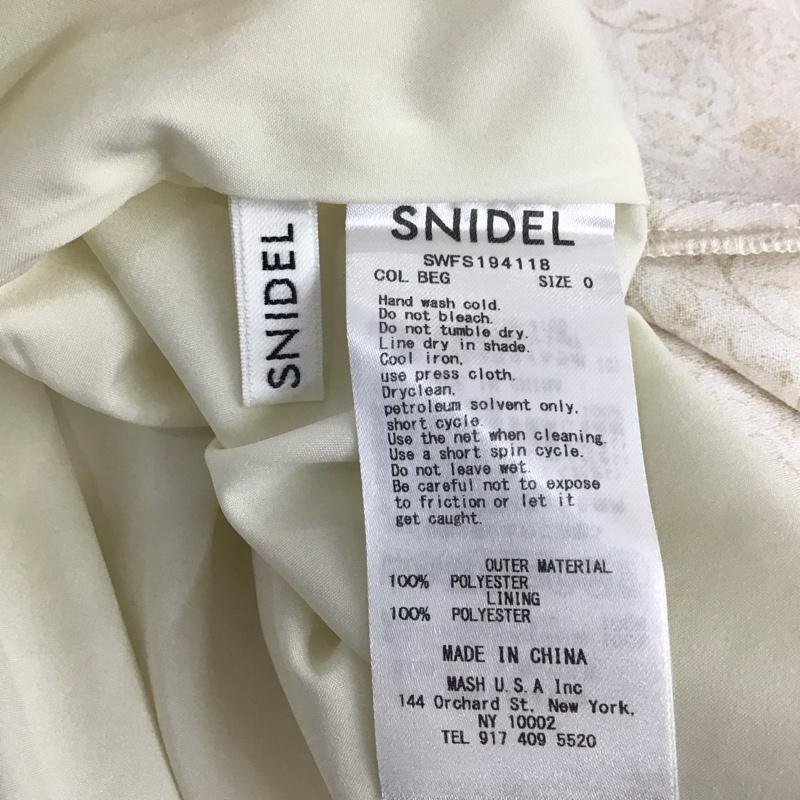 SNIDEL
SNIDEL
SWFS194118
COL BEG SIZE 0
Hand wash cold.
Do not bleach.
Do not tumble dry.
Line dry in shade.
Cool iron.
use press cloth.
Dryclean.
petroleum solvent only.
short cycle.
Use the net when cleaning.
Use a short spin cycle.
Do not leave wet.
Be careful not to expose
to friction or let it
get caught.
OUTER MATERIAL
100% POLYESTER
LINING
100% POLYESTER
MADE IN CHINA
MASH U.S.A Inc
144 Orchard St. New York.
NY 10002
TEL 917 409 5520